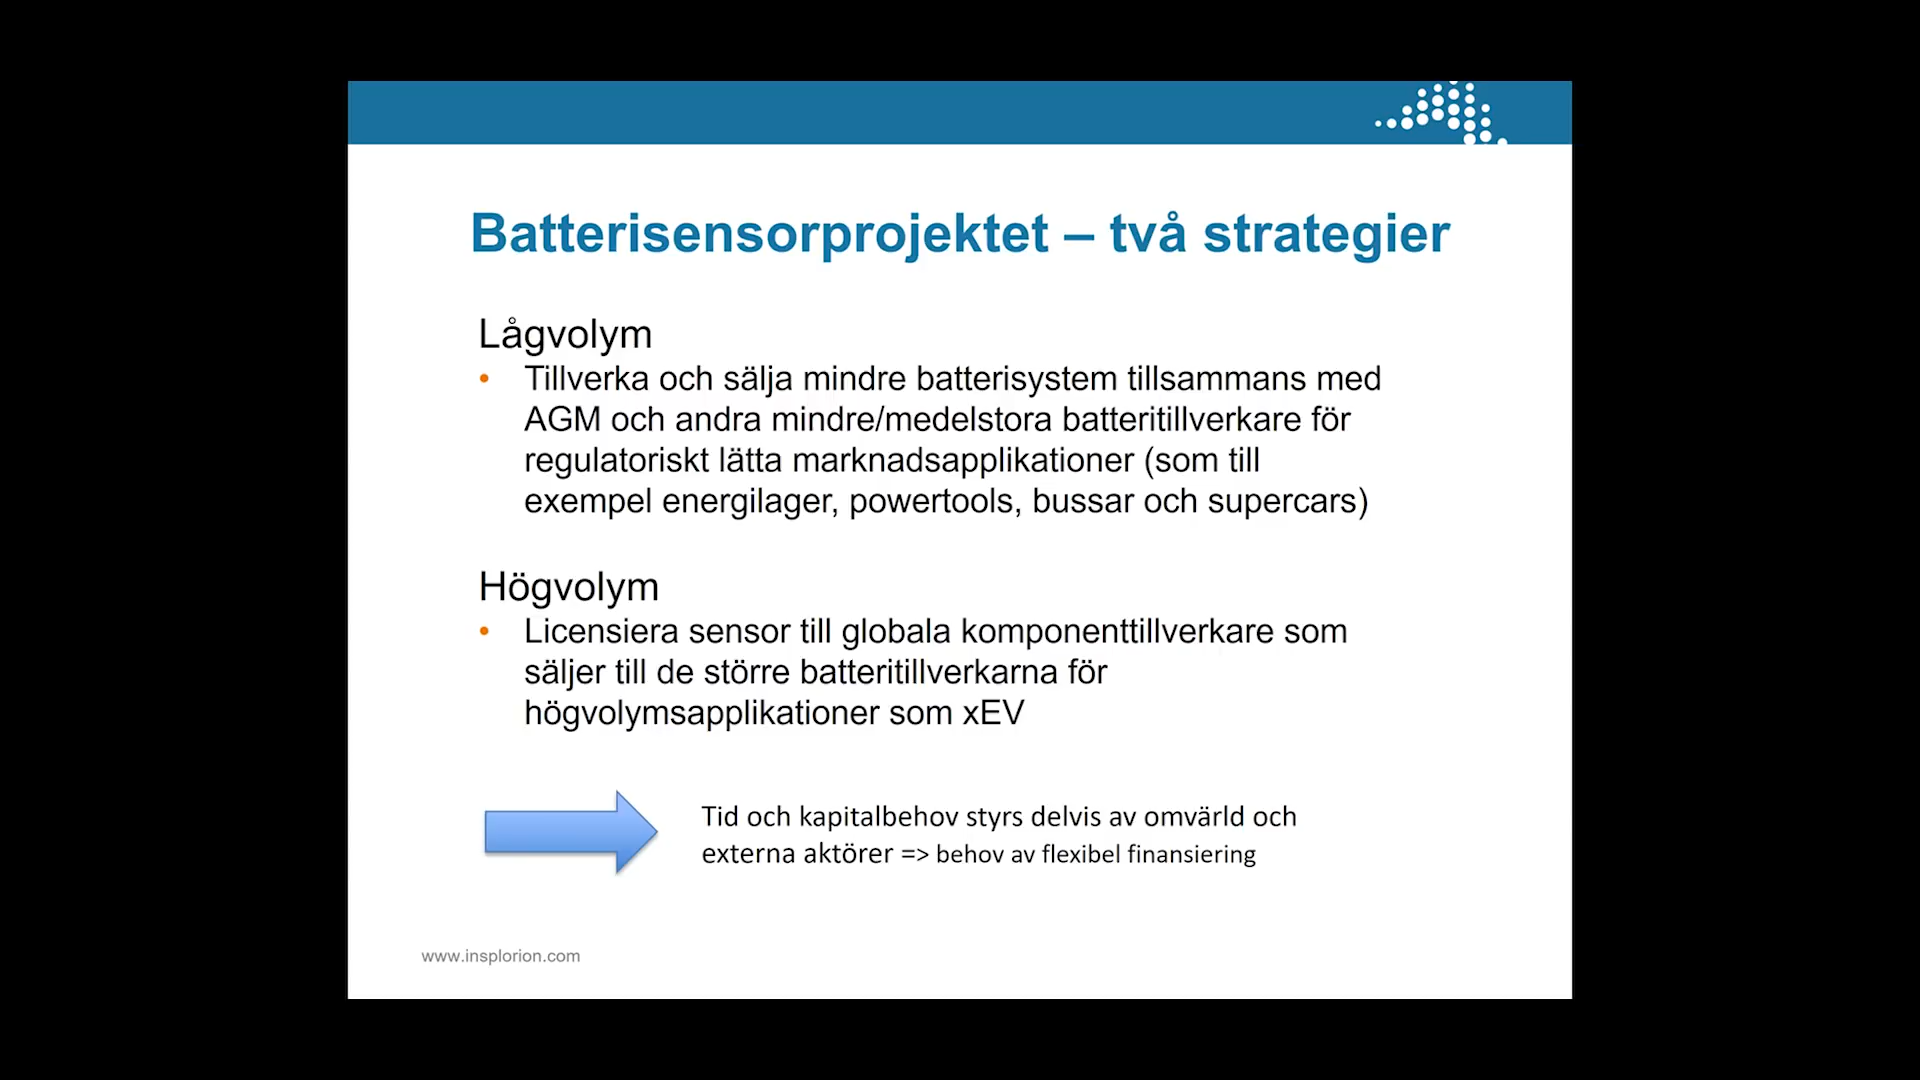 Batterisensorprojektet – två strategier
Lågvolym
• Tillverka och sälja mindre batterisystem tillsammans med
AGM och andra mindre/medelstora batteritillverkare för
regulatoriskt lätta marknadsapplikationer (som till
exempel energilager, powertools, bussar och supercars)
Högvolym
• Licensiera sensor till globala komponenttillverkare som
säljer till de större batteritillverkarna för
högvolymsapplikationer som xEV
Tid och kapitalbehov styrs delvis av omvärld och
externa aktörer => behov av flexibel finansiering
www.insplorion.com